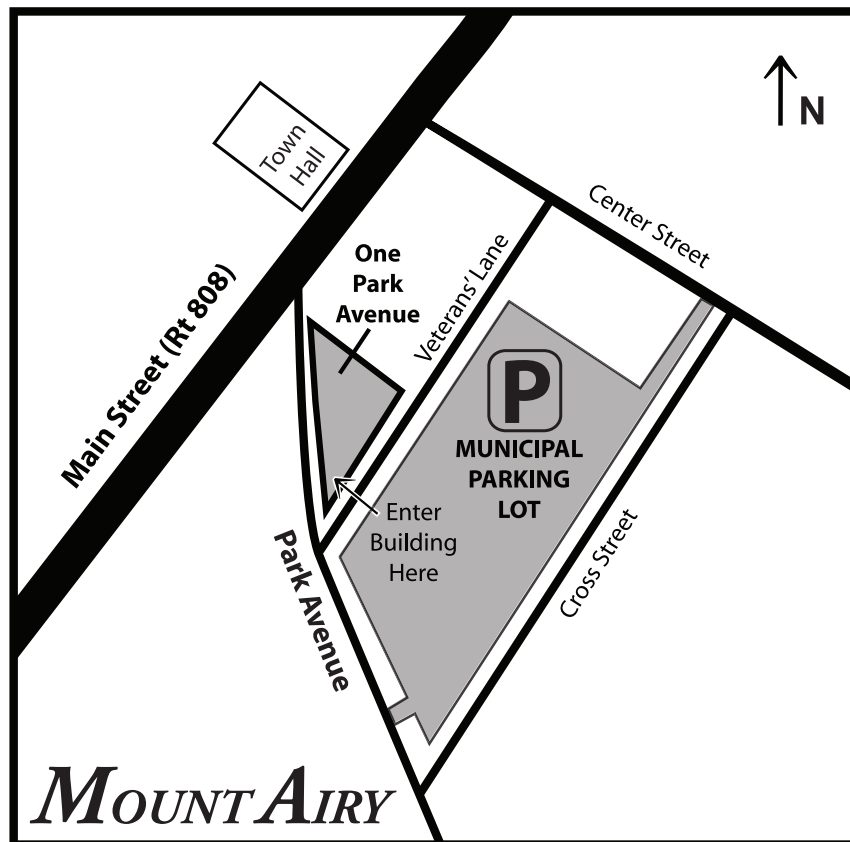 N
Town
Hall
Center Street
One
Park
Avenue
Veterans' Lane
Main Street (Rt 808)
P
MUNICIPAL
PARKING
LOT
Enter
Building
Here
Cross Street
Park Avenue
MOUNT AIRY